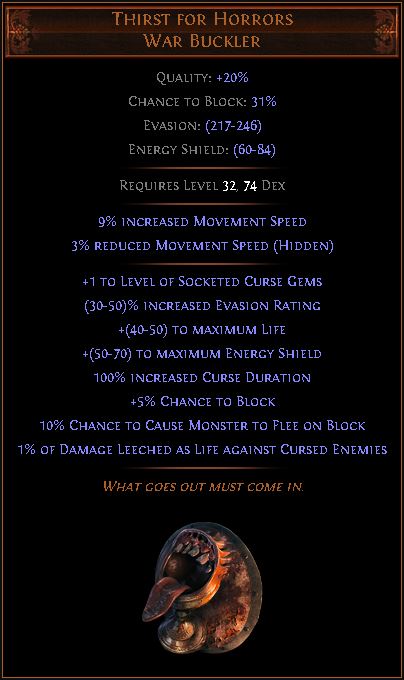 Thirst for Horrors
War Buckler
Quality: +20%
Chance to Block: 31%
Evasion: (217-246)
Energy Shield: (60-84)
Requires Level 32, 74 Dex
9% increased Movement Speed
3% reduced Movement Speed (Hidden)
+1 to Level of Socketed Curse Gems
(30-50)% increased Evasion Rating
+(40-50) to maximum Life
+(50-70) to maximum Energy Shield
100% increased Curse Duration
+5% Chance to Block
10% Chance to Cause Monster to Flee on Block
1% of Damage Leeched as Life against Cursed Enemies
What goes out must come in.